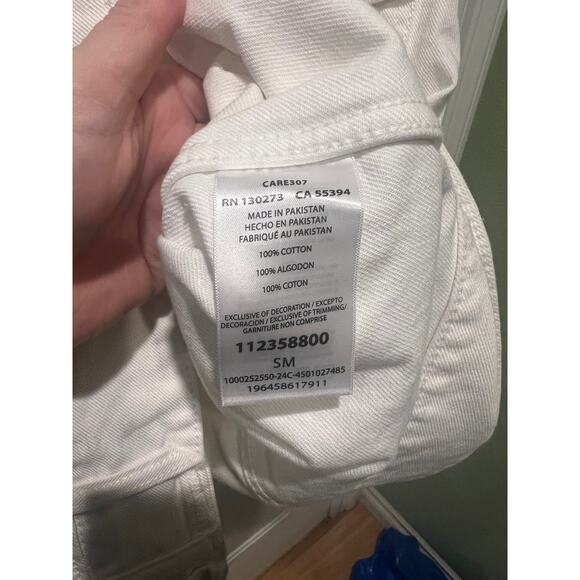 CARE307
RN 130273 CA 55394
MADE IN PAKISTAN
HECHO EN PAKISTAN
FABRIQUÉ AU PAKISTAN
100% COTTON
100% ALGODON
100% COTON
EXCLUSIVE OF DECORATION / EXCEPTO
DECORACION / EXCLUSIVE OF TRIMMING/
GARNITURE NON COMPRISE
112358800
SM
1000252550-24C-4501027485
196458617911